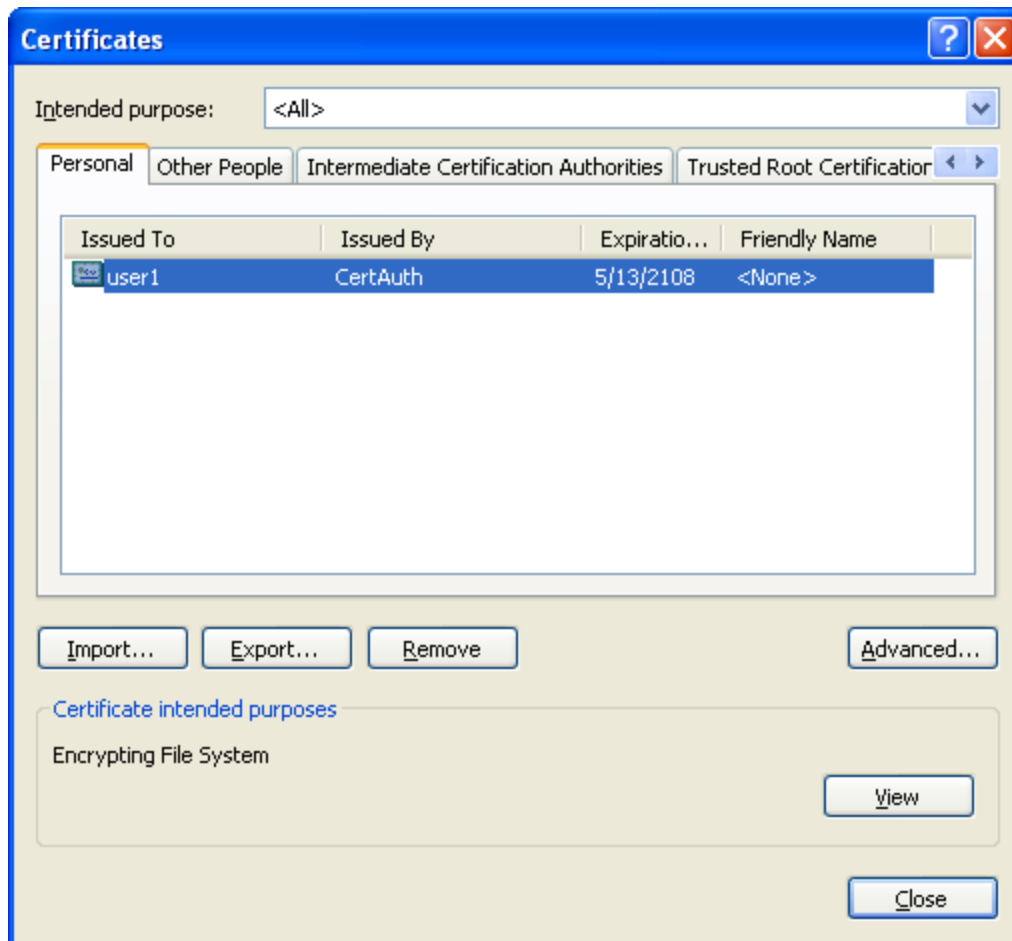 Certificates
Intended purpose: <All>
Personal Other People Intermediate Certification Authorities Trusted Root Certification
Issued To Issued By Expiratio... Friendly Name
user1 CertAuth 5/13/2108 <None>
Import... Export... Remove Advanced...
Certificate intended purposes
Encrypting File System
View
Close